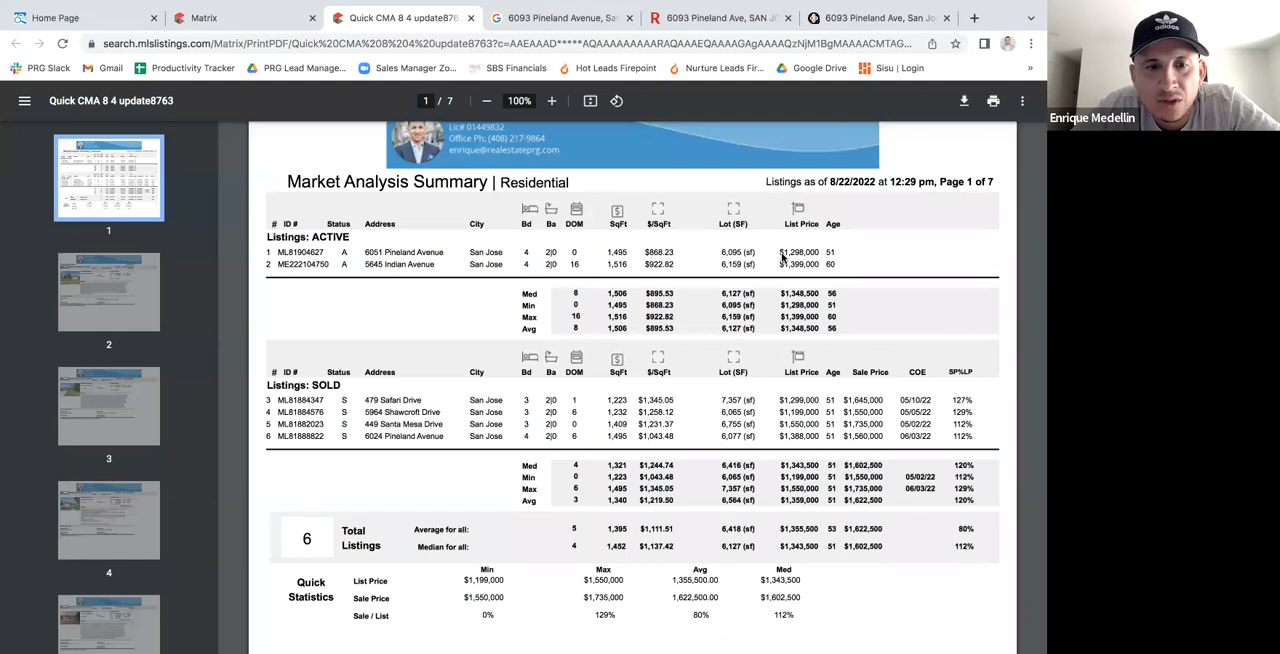 Home Page
Matrix
Quick CMA 8 4 update876
6093 Pineland Avenue, Sa
6093 Pineland Ave, SAN JO
6093 Pineland Ave, San Jo
search.mlslistings.com/Matrix/PrintPDF/Quick%20CMA%208%204%20update8763?c=AAEAAAD*****AQAAAAAAAAARAQAAAEQAAAAGAgAAAAQzNjM1BgMAAAACMTAG...
PRG Slack
Gmail
Productivity Tracker
PRG Lead Manage...
Sales Manager Zo...
SBS Financials
Hot Leads Firepoint
Nurture Leads Fir...
Google Drive
Sisu | Login
»
Quick CMA 8 4 update8763
1 / 7
100%
Enrique Medellin
Lic# 01449832
Office Ph: (408) 217-9864
enrique@realestateprg.com
Market Analysis Summary | Residential
Listings as of 8/22/2022 at 12:29 pm, Page 1 of 7
# ID # Status Address City Bd Ba DOM SqFt $/SqFt Lot (SF) List Price Age
Listings: ACTIVE
1 ML81904627 A 6051 Pineland Avenue San Jose 4 2|0 0 1,495 $868.23 6,095 (sf) $1,298,000 51
2 ME222104750 A 5645 Indian Avenue San Jose 4 2|0 16 1,516 $922.82 6,159 (sf) $1,399,000 60
Med 8 1,506 $895.53 6,127 (sf) $1,348,500 56
Min 0 1,495 $868.23 6,095 (sf) $1,298,000 51
Max 16 1,516 $922.82 6,159 (sf) $1,399,000 60
Avg 8 1,506 $895.53 6,127 (sf) $1,348,500 56
# ID # Status Address City Bd Ba DOM SqFt $/SqFt Lot (SF) List Price Age Sale Price COE SP%LP
Listings: SOLD
3 ML81884347 S 479 Safari Drive San Jose 3 2|0 1 1,223 $1,345.05 7,357 (sf) $1,299,000 51 $1,645,000 05/10/22 127%
4 ML81884576 S 5964 Shawcroft Drive San Jose 3 2|0 6 1,232 $1,258.12 6,065 (sf) $1,199,000 51 $1,550,000 05/05/22 129%
5 ML81882023 S 449 Santa Mesa Drive San Jose 3 2|0 0 1,409 $1,231.37 6,755 (sf) $1,550,000 51 $1,735,000 05/02/22 112%
6 ML81888822 S 6024 Pineland Avenue San Jose 4 2|0 6 1,495 $1,043.48 6,077 (sf) $1,388,000 51 $1,560,000 06/03/22 112%
Med 4 1,321 $1,244.74 6,416 (sf) $1,343,500 51 $1,602,500 120%
Min 0 1,223 $1,043.48 6,065 (sf) $1,199,000 51 $1,550,000 05/02/22 112%
Max 6 1,495 $1,345.05 7,357 (sf) $1,550,000 51 $1,735,000 06/03/22 129%
Avg 3 1,340 $1,219.50 6,564 (sf) $1,359,000 51 $1,622,500 120%
6 Total Listings
Average for all: 5 1,395 $1,111.51 6,418 (sf) $1,355,500 53 $1,622,500 80%
Median for all: 4 1,452 $1,137.42 6,127 (sf) $1,343,500 51 $1,602,500 112%
Quick Statistics
Min Max Avg Med
List Price $1,199,000 $1,550,000 1,355,500.00 $1,343,500
Sale Price $1,550,000 $1,735,000 1,622,500.00 $1,602,500
Sale / List 0% 129% 80% 112%
1
2
3
4